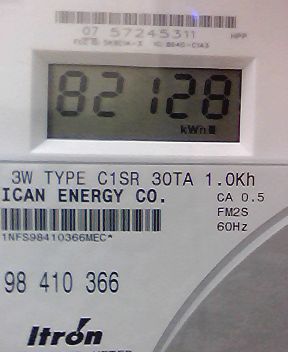 07 57245311 HPP
82128
kWh
3W TYPE C1SR 30TA 1.0Kh
ICAN ENERGY CO. CA 0.5
FM2S
60Hz
1NFS98410366MEC*
98 410 366
Itron